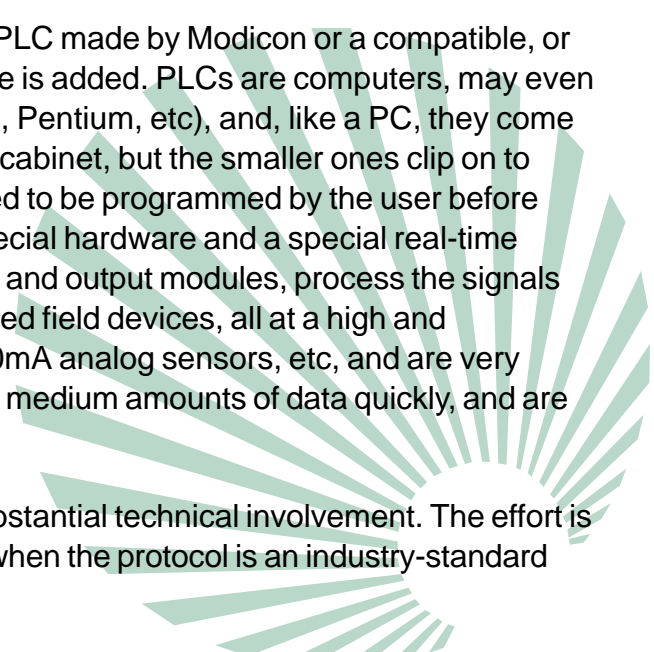 PLC made by Modicon or a compatible, or
e is added. PLCs are computers, may even
, Pentium, etc), and, like a PC, they come
cabinet, but the smaller ones clip on to
ed to be programmed by the user before
ecial hardware and a special real-time
and output modules, process the signals
ed field devices, all at a high and
0mA analog sensors, etc, and are very
medium amounts of data quickly, and are
bstantial technical involvement. The effort is
when the protocol is an industry-standard